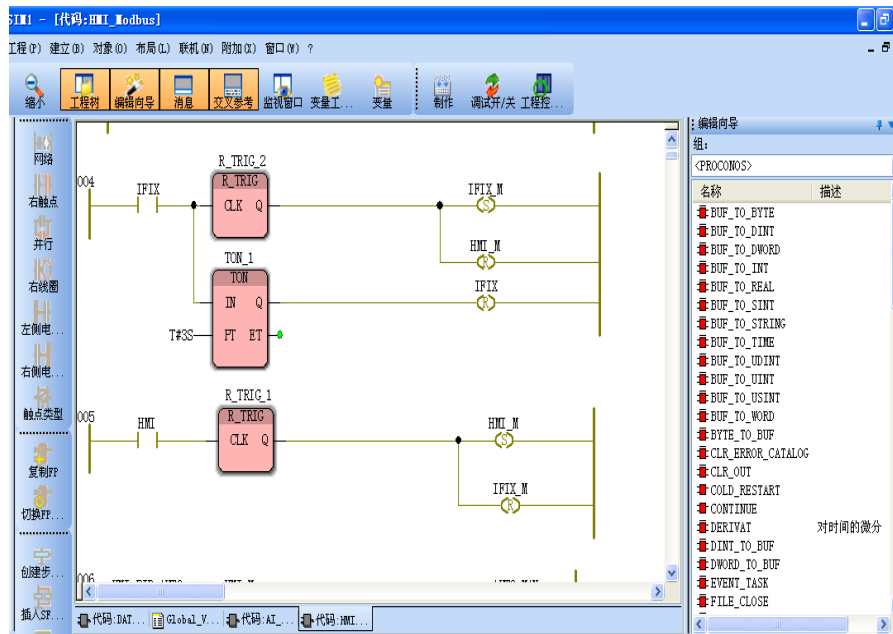 SIM1 - [代码:HMI_Modbus]
工程(P) 建立(B) 对象(O) 布局(L) 联机(N) 附加(X) 窗口(W) ?
缩小 工程树 编辑向导 消息 交叉参考 监视窗口 变量工... 变量 制作 调试开/关 工程控...
网络
右触点
并行
右线圈
左侧电...
右侧电...
触点类型
复制FP
切换FP...
创建步...
插入SF...
004
R_TRIG_2
IFIX
R_TRIG
CLK Q
IFIX_M
S
HMI_M
R
TON_1
TON
IFIX
IN Q
R
T#3S
PT ET
005
R_TRIG_1
HMI
R_TRIG
CLK Q
HMI_M
S
IFIX_M
R
006
代码:DAT... Global_V... 代码:AI_... 代码:HMI...
编辑向导
组:
<PROCONOS>
名称 描述
BUF_TO_BYTE
BUF_TO_DINT
BUF_TO_DWORD
BUF_TO_INT
BUF_TO_REAL
BUF_TO_SINT
BUF_TO_STRING
BUF_TO_TIME
BUF_TO_UDINT
BUF_TO_UINT
BUF_TO_USINT
BUF_TO_WORD
BYTE_TO_BUF
CLR_ERROR_CATALOG
CLR_OUT
COLD_RESTART
CONTINUE
DERIVAT 对时间的微分
DINT_TO_BUF
DWORD_TO_BUF
EVENT_TASK
FILE_CLOSE